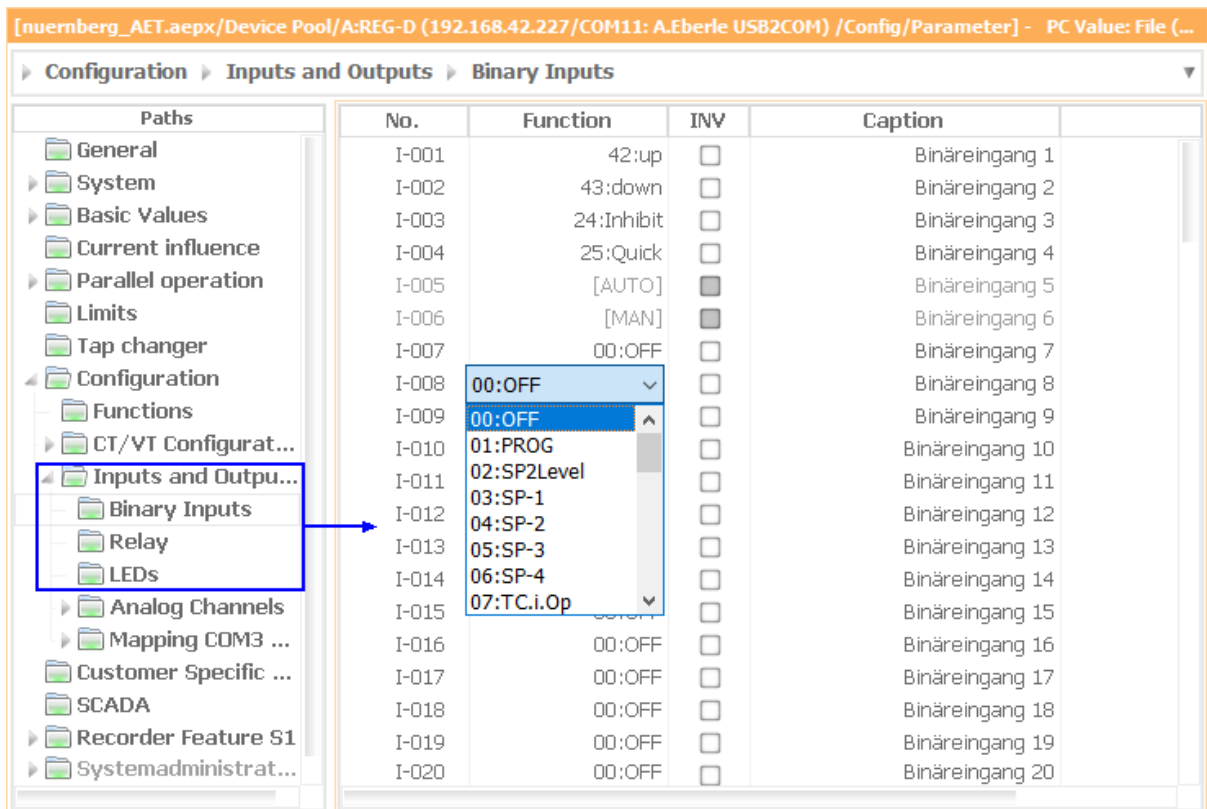 [nuernberg_AET.aepx/Device Pool/A:REG-D (192.168.42.227/COM11: A.Eberle USB2COM) /Config/Parameter] - PC Value: File (...
Configuration Inputs and Outputs Binary Inputs
Paths
General
System
Basic Values
Current influence
Parallel operation
Limits
Tap changer
Configuration
Functions
CT/VT Configurat...
Inputs and Outpu...
Binary Inputs
Relay
LEDs
Analog Channels
Mapping COM3 ...
Customer Specific ...
SCADA
Recorder Feature S1
Systemadministrat...
No. Function INV Caption
I-001 42:up Binäreingang 1
I-002 43:down Binäreingang 2
I-003 24:Inhibit Binäreingang 3
I-004 25:Quick Binäreingang 4
I-005 [AUTO] Binäreingang 5
I-006 [MAN] Binäreingang 6
I-007 00:OFF Binäreingang 7
I-008 00:OFF Binäreingang 8
I-009 Binäreingang 9
I-010 Binäreingang 10
I-011 Binäreingang 11
I-012 Binäreingang 12
I-013 Binäreingang 13
I-014 Binäreingang 14
I-015 Binäreingang 15
I-016 00:OFF Binäreingang 16
I-017 00:OFF Binäreingang 17
I-018 00:OFF Binäreingang 18
I-019 00:OFF Binäreingang 19
I-020 00:OFF Binäreingang 20
00:OFF
01:PROG
02:SP2Level
03:SP-1
04:SP-2
05:SP-3
06:SP-4
07:TC.i.Op